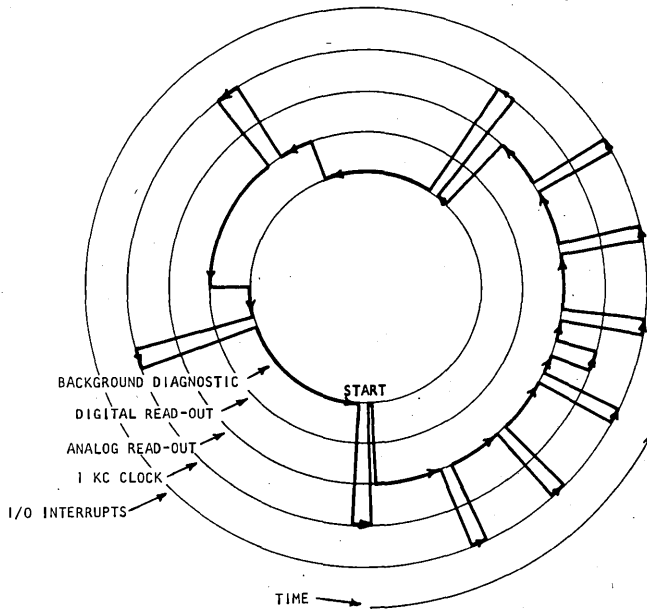 BACKGROUND DIAGNOSTIC
START
DIGITAL READ-OUT
ANALOG READ-OUT
1 KC CLOCK
I/O INTERRUPTS
TIME